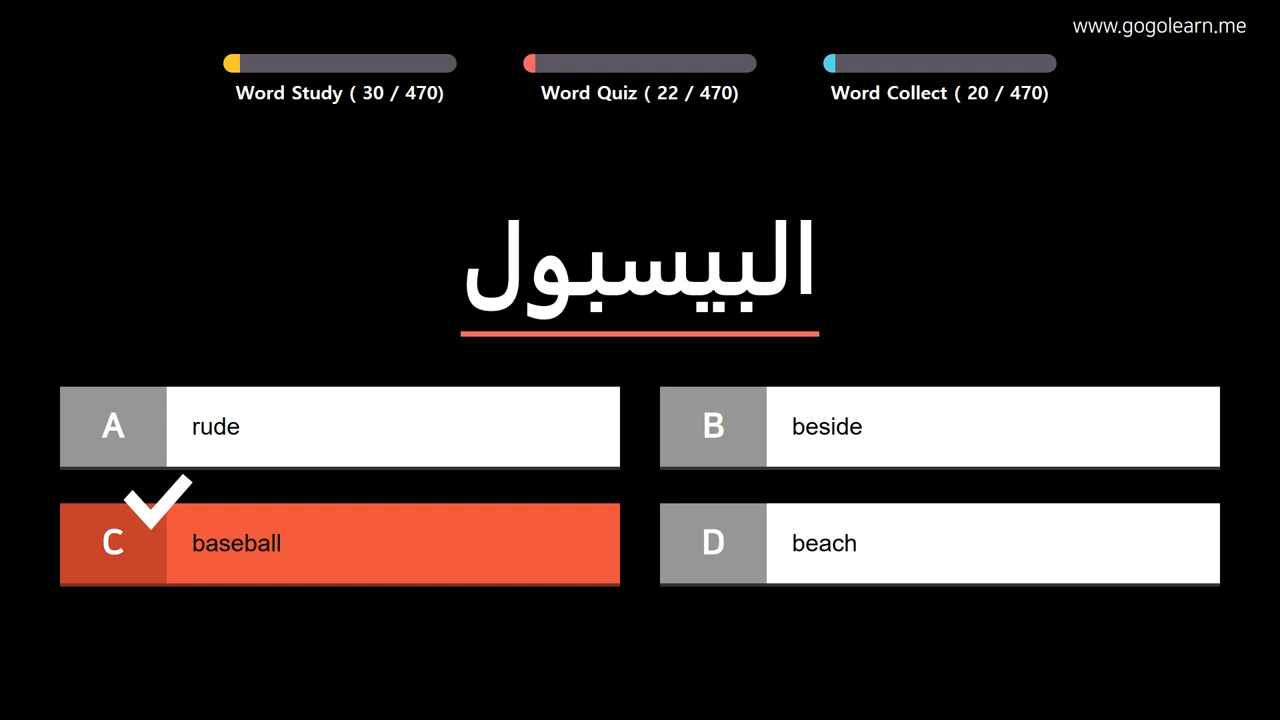 www.gogolearn.me
Word Study ( 30 / 470)
Word Quiz ( 22 / 470)
Word Collect ( 20 / 470)
البيسبول
A rude
B beside
C baseball
D beach